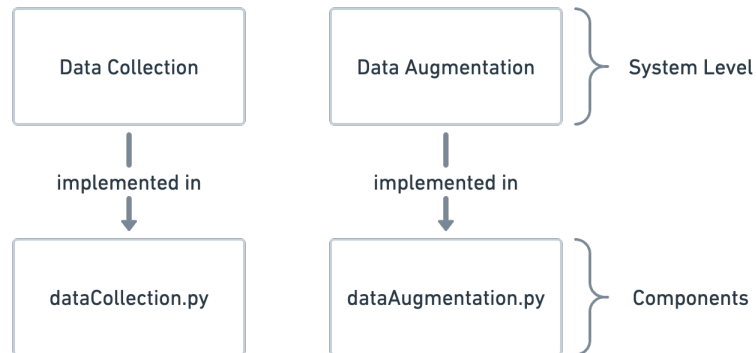 Data Collection
Data Augmentation
System Level
implemented in
implemented in
dataCollection.py
dataAugmentation.py
Components